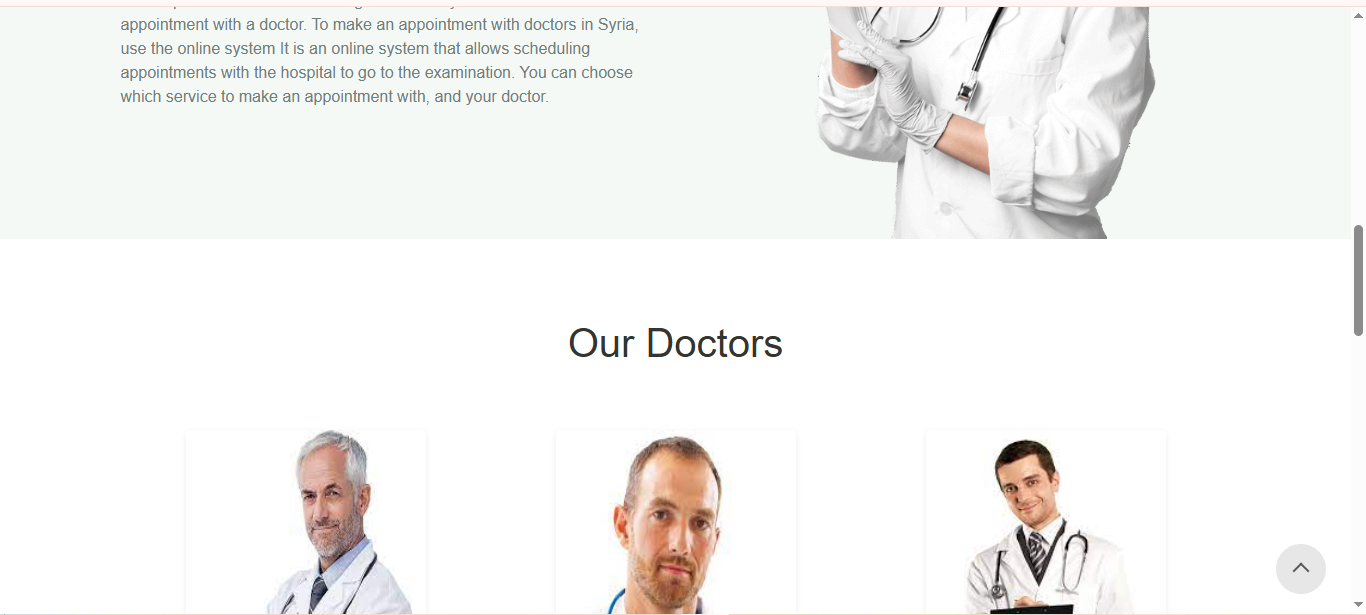 appointment with a doctor. To make an appointment with doctors in Syria,
use the online system It is an online system that allows scheduling
appointments with the hospital to go to the examination. You can choose
which service to make an appointment with, and your doctor.
Our Doctors